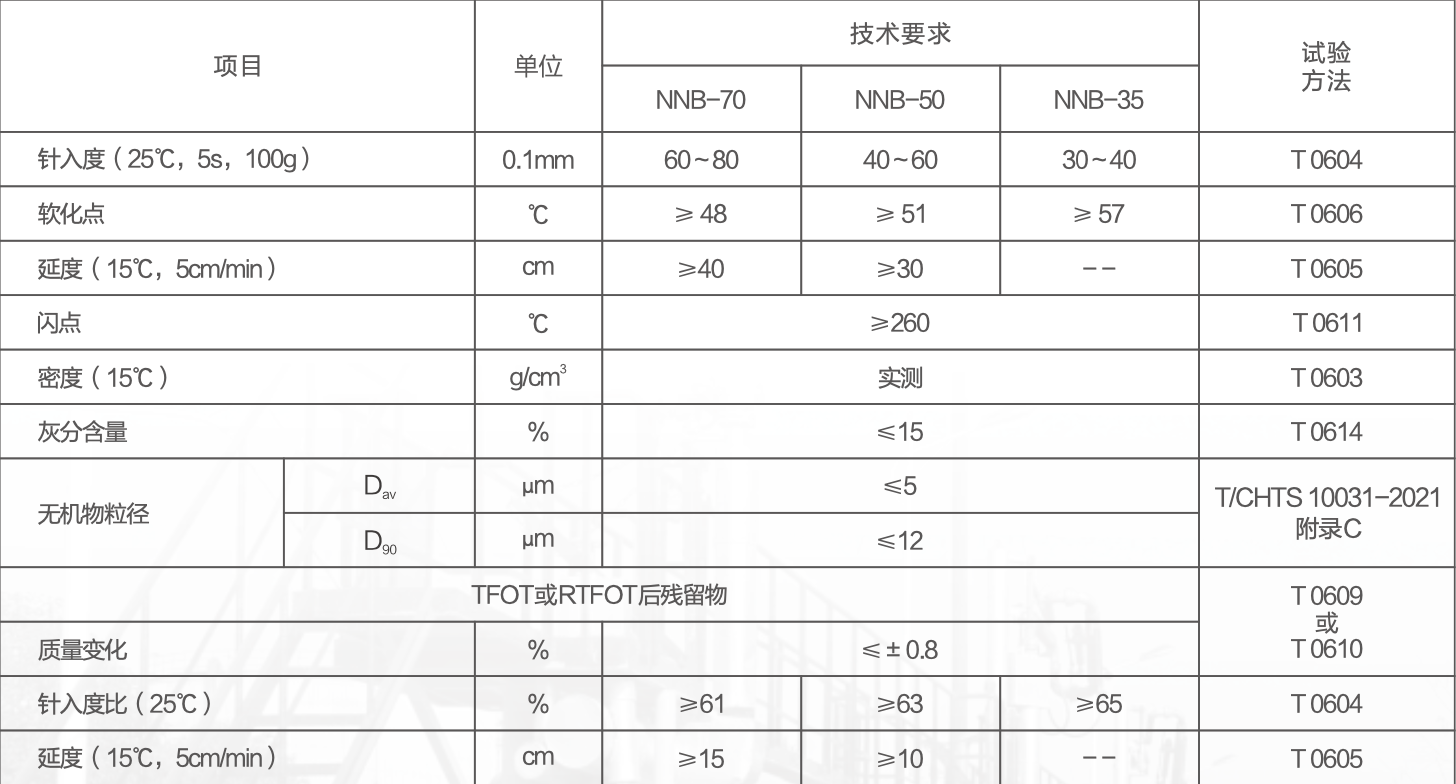 项目 单位 技术要求 试验
方法
NNB-70 NNB-50 NNB-35
针入度（25℃，5s，100g） 0.1mm 60~80 40~60 30~40 T 0604
软化点 ℃ ≥ 48 ≥ 51 ≥ 57 T 0606
延度（15℃，5cm/min） cm ≥40 ≥30 -- T 0605
闪点 ℃ ≥260 T 0611
密度（15℃） g/cm³ 实测 T 0603
灰分含量 % ≤15 T 0614
无机物粒径 Dav μm ≤5 T/CHTS 10031-2021
附录C
D90 μm ≤12
TFOT或RTFOT后残留物 T 0609
或
T 0610
质量变化 % ≤ ± 0.8
针入度比（25℃） % ≥61 ≥63 ≥65 T 0604
延度（15℃，5cm/min） cm ≥15 ≥10 -- T 0605